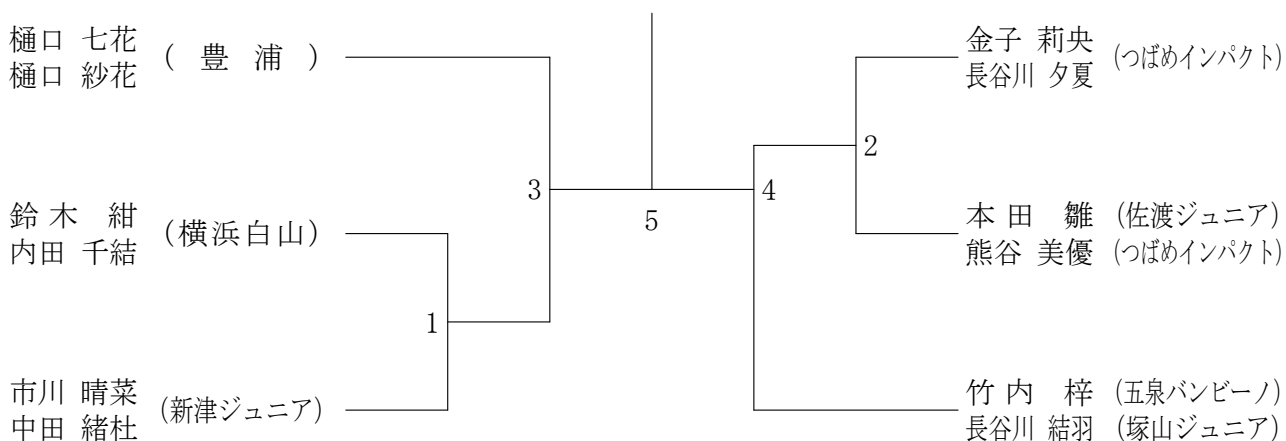 樋口 七花 ( 豊 浦 )
樋口 紗花
鈴木 紺 (横浜白山)
内田 千結
1
市川 晴菜 (新津ジュニア)
中田 緒杜
3
5
4
金子 莉央 (つばめインパクト)
長谷川 夕夏
2
本田 雛 (佐渡ジュニア)
熊谷 美優 (つばめインパクト)
竹内 梓 (五泉バンビーノ)
長谷川 結羽 (塚山ジュニア)